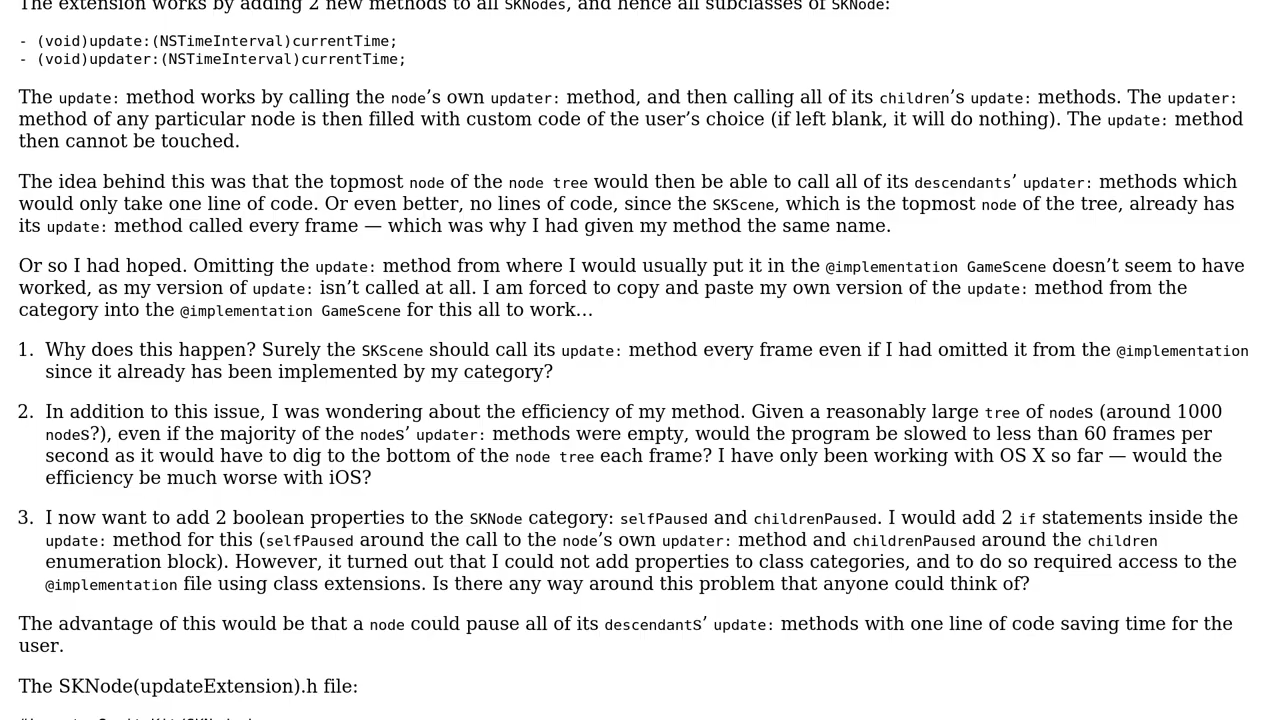 The extension works by adding 2 new methods to all SKNodes, and hence all subclasses of SKNode:
- (void)update:(NSTimeInterval)currentTime;
- (void)updater:(NSTimeInterval)currentTime;
The update: method works by calling the node’s own updater: method, and then calling all of its children’s update: methods. The updater:
method of any particular node is then filled with custom code of the user’s choice (if left blank, it will do nothing). The update: method
then cannot be touched.
The idea behind this was that the topmost node of the node tree would then be able to call all of its descendants’ updater: methods which
would only take one line of code. Or even better, no lines of code, since the SKScene, which is the topmost node of the tree, already has
its update: method called every frame — which was why I had given my method the same name.
Or so I had hoped. Omitting the update: method from where I would usually put it in the @implementation GameScene doesn’t seem to have
worked, as my version of update: isn’t called at all. I am forced to copy and paste my own version of the update: method from the
category into the @implementation GameScene for this all to work…
1. Why does this happen? Surely the SKScene should call its update: method every frame even if I had omitted it from the @implementation
since it already has been implemented by my category?
2. In addition to this issue, I was wondering about the efficiency of my method. Given a reasonably large tree of nodes (around 1000
nodes?), even if the majority of the nodes’ updater: methods were empty, would the program be slowed to less than 60 frames per
second as it would have to dig to the bottom of the node tree each frame? I have only been working with OS X so far — would the
efficiency be much worse with iOS?
3. I now want to add 2 boolean properties to the SKNode category: selfPaused and childrenPaused. I would add 2 if statements inside the
update: method for this (selfPaused around the call to the node’s own updater: method and childrenPaused around the children
enumeration block). However, it turned out that I could not add properties to class categories, and to do so required access to the
@implementation file using class extensions. Is there any way around this problem that anyone could think of?
The advantage of this would be that a node could pause all of its descendants’ update: methods with one line of code saving time for the
user.
The SKNode(updateExtension).h file: